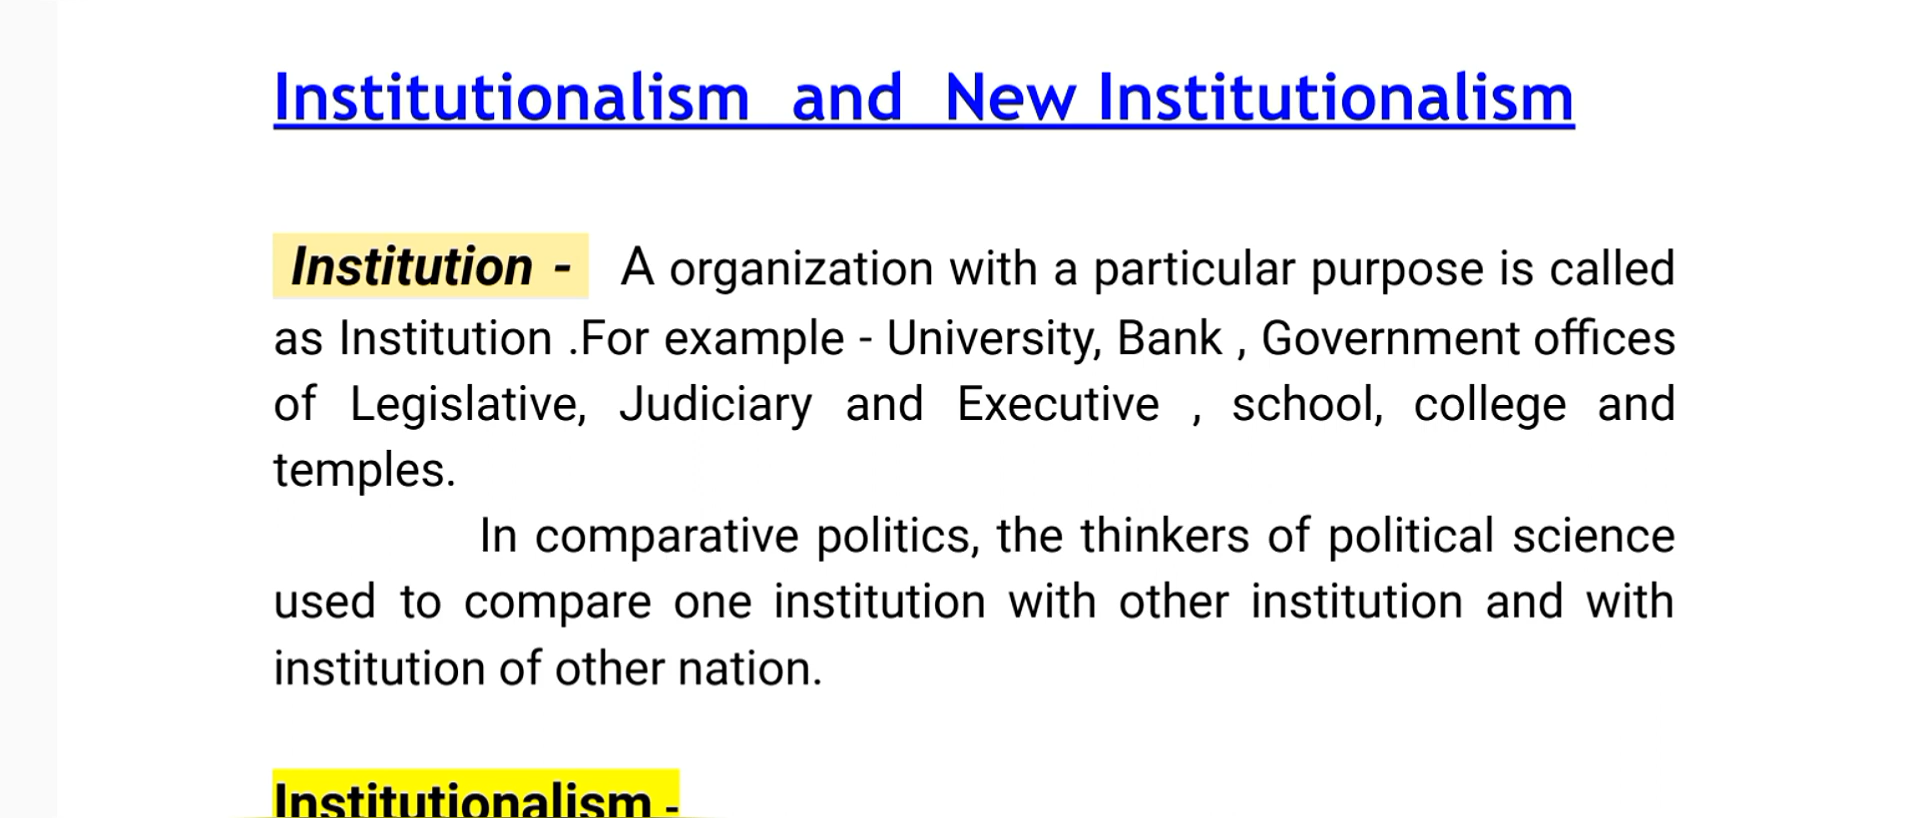 Institutionalism and New Institutionalism
Institution - A organization with a particular purpose is called
as Institution .For example - University, Bank , Government offices
of Legislative, Judiciary and Executive , school, college and
temples.
In comparative politics, the thinkers of political science
used to compare one institution with other institution and with
institution of other nation.
Institutionalism -